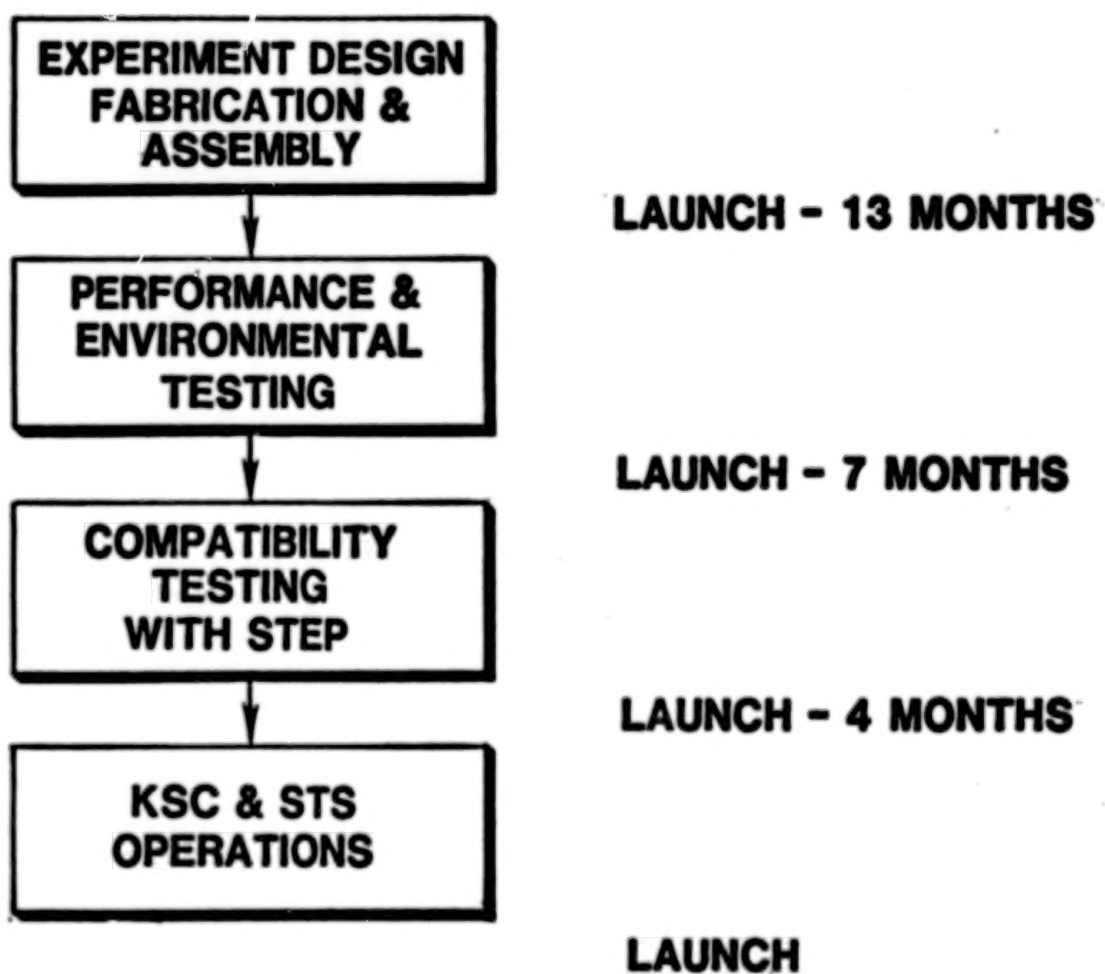 EXPERIMENT DESIGN
FABRICATION &
ASSEMBLY
LAUNCH - 13 MONTHS
PERFORMANCE &
ENVIRONMENTAL
TESTING
LAUNCH - 7 MONTHS
COMPATIBILITY
TESTING
WITH STEP
LAUNCH - 4 MONTHS
KSC & STS
OPERATIONS
LAUNCH